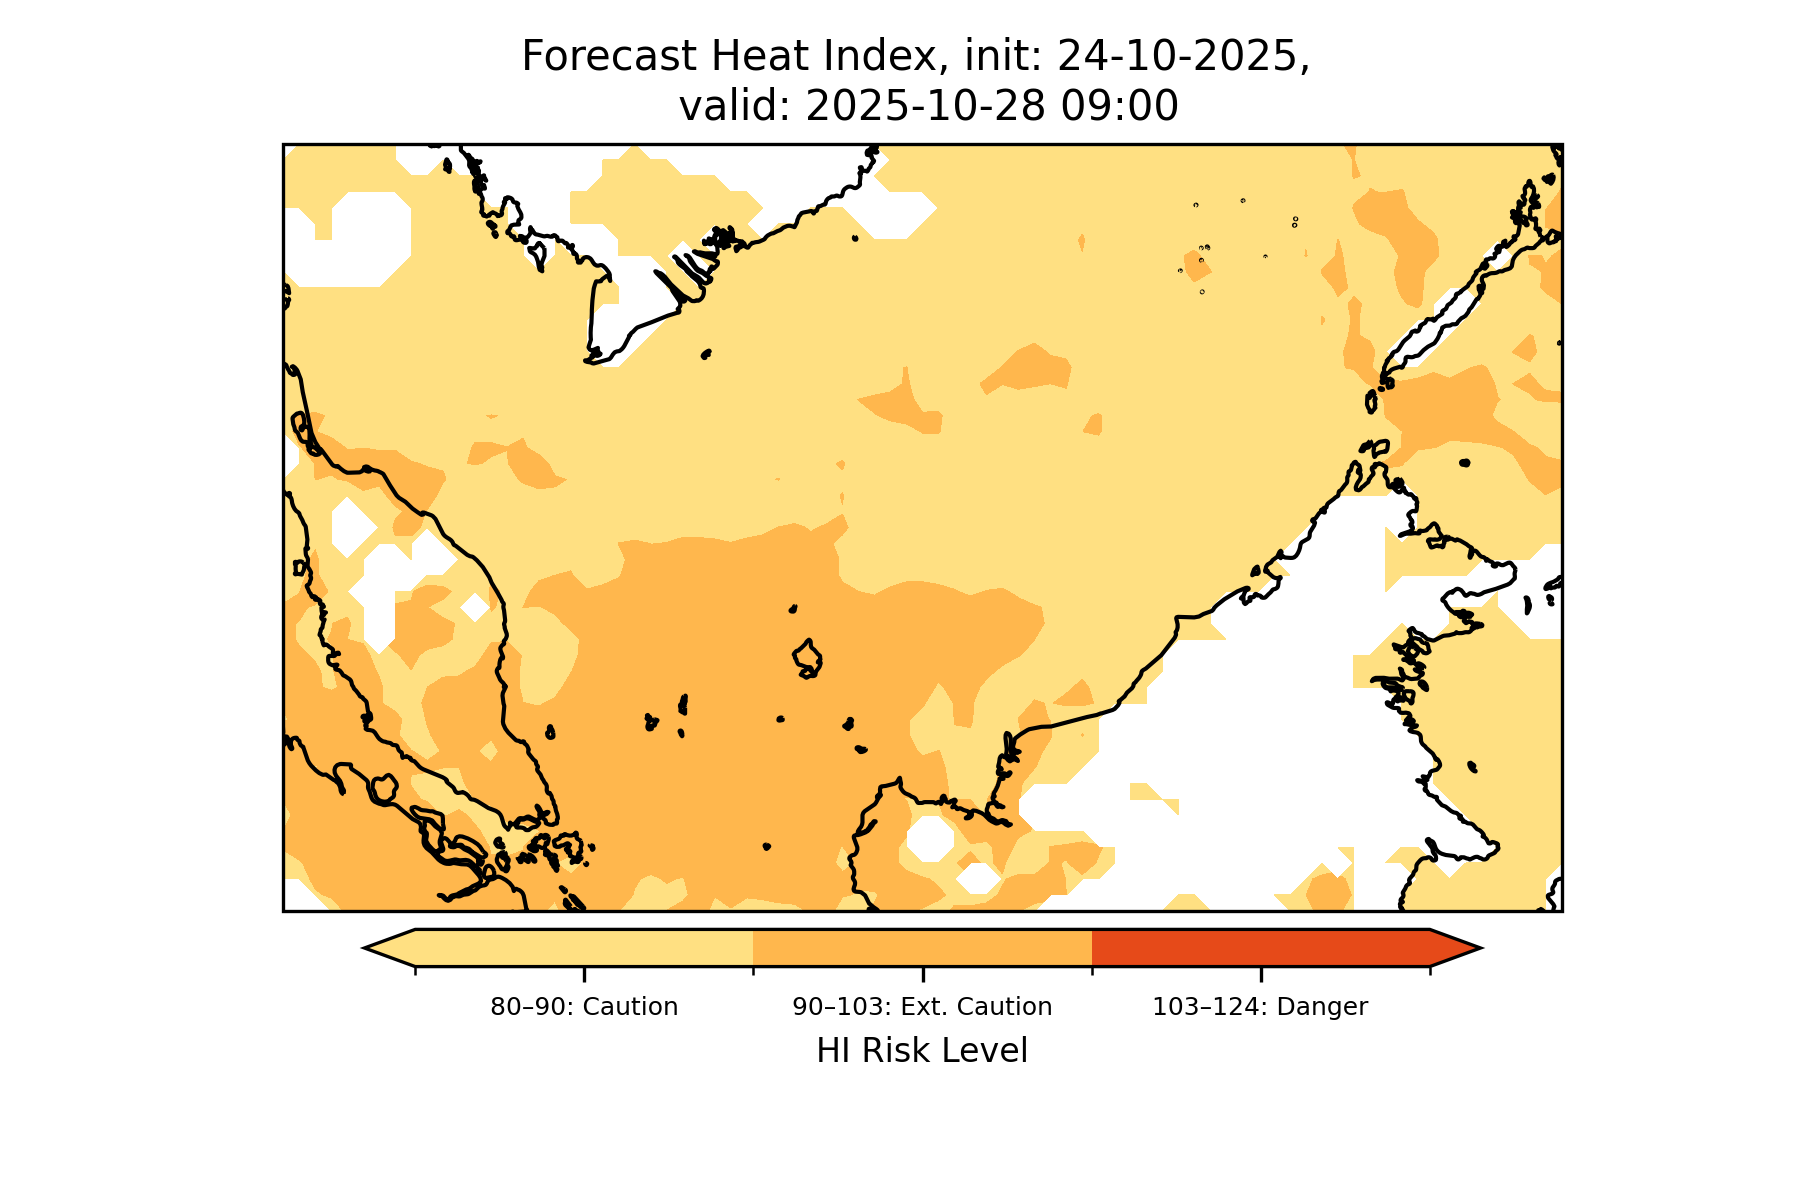 Forecast Heat Index, init: 24-10-2025,
valid: 2025-10-28 09:00
80–90: Caution
90–103: Ext. Caution
103–124: Danger
HI Risk Level